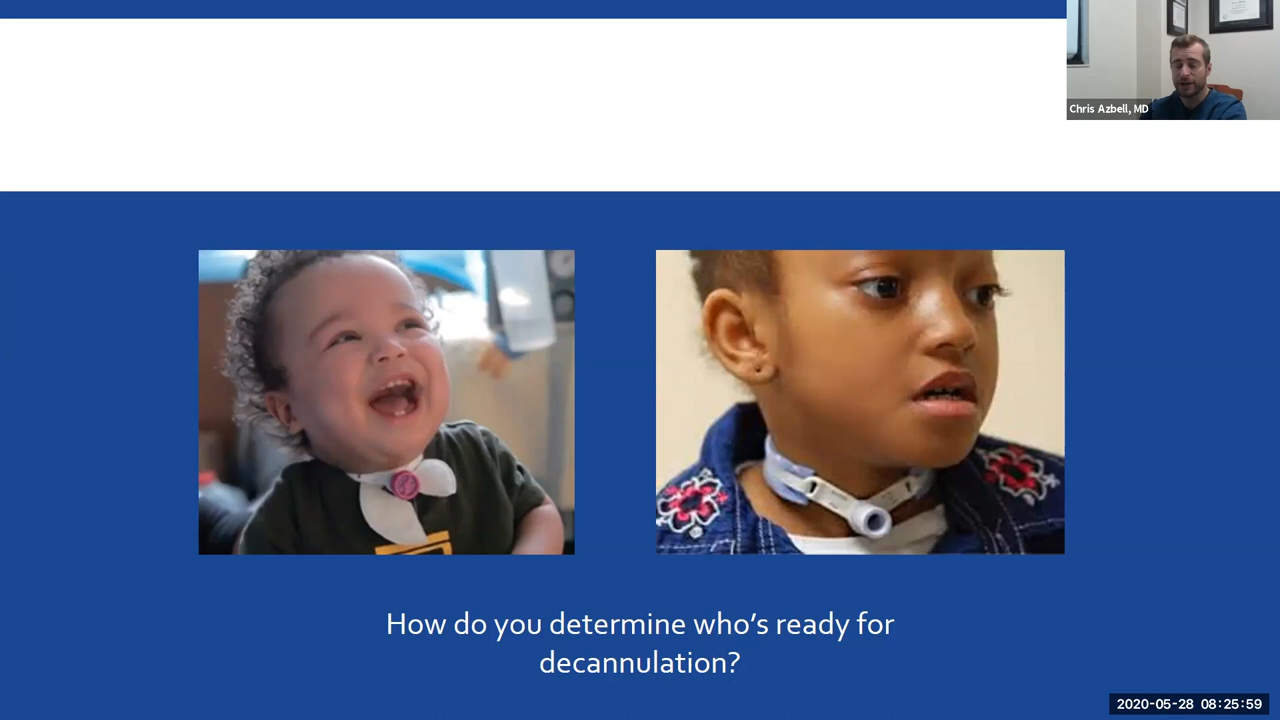 Chris Azbell, MD
How do you determine who's ready for
decannulation?
2020-05-28 08:25:59